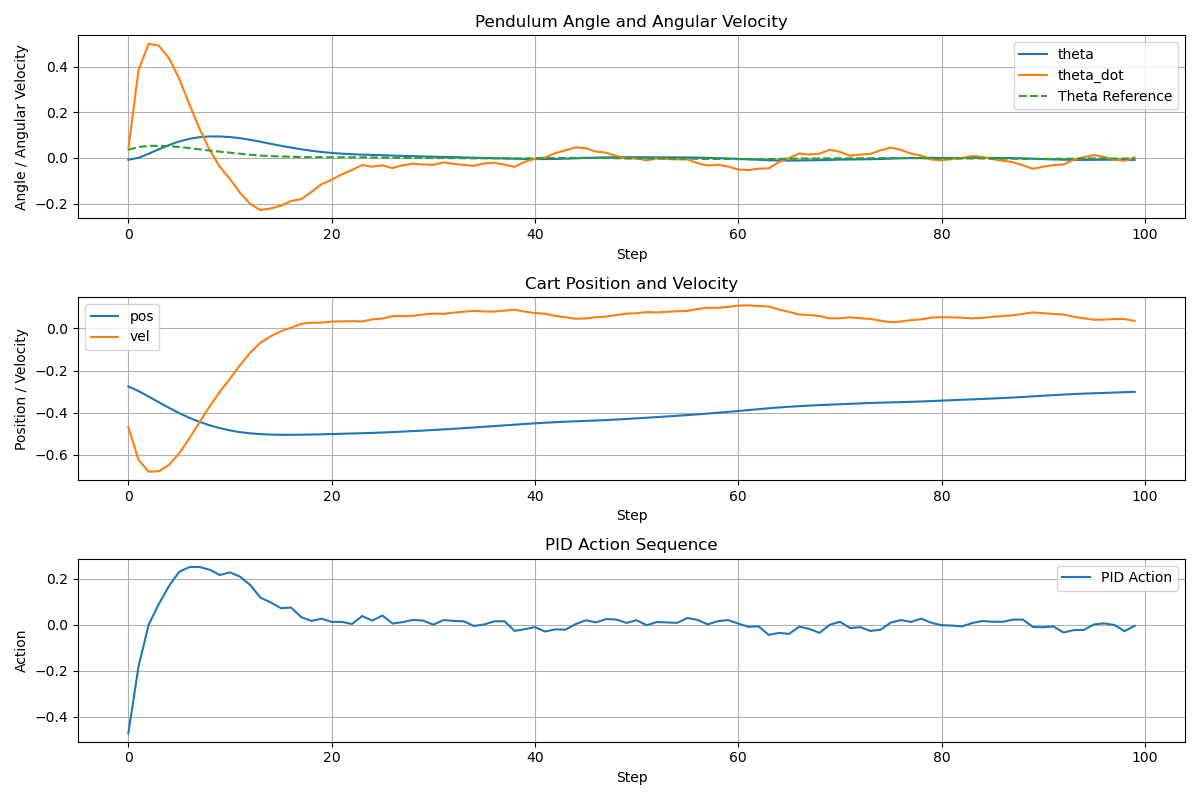 Pendulum Angle and Angular Velocity
Angle / Angular Velocity
0.4
0.2
0.0
−0.2
theta
theta_dot
Theta Reference
0 20 40 60 80 100
Step
Cart Position and Velocity
Position / Velocity
0.0
−0.2
−0.4
−0.6
pos
vel
0 20 40 60 80 100
Step
PID Action Sequence
Action
0.2
0.0
−0.2
−0.4
PID Action
0 20 40 60 80 100
Step